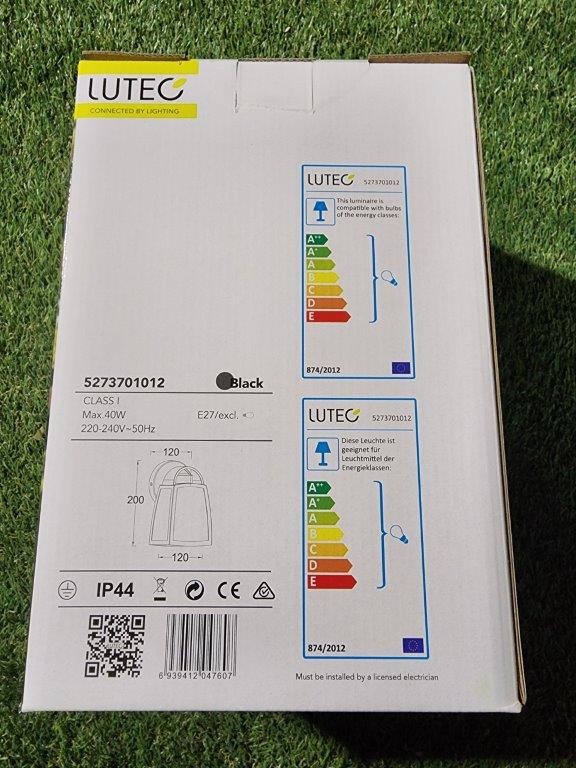 LUTEC
CONNECTED BY LIGHTING
LUTEC 5273701012
This luminaire is
compatible with bulbs
of the energy classes:
A++
A+
A
B
C
D
E
874/2012
5273701012 Black
CLASS I
Max.40W E27/excl.
220-240V~50Hz
120
200
120
IP44 CE
6 939412 047607
LUTEC 5273701012
Diese Leuchte ist
geeignet für
Leuchtmittel der
Energieklassen:
A++
A+
A
B
C
D
E
874/2012
Must be installed by a licensed electrician